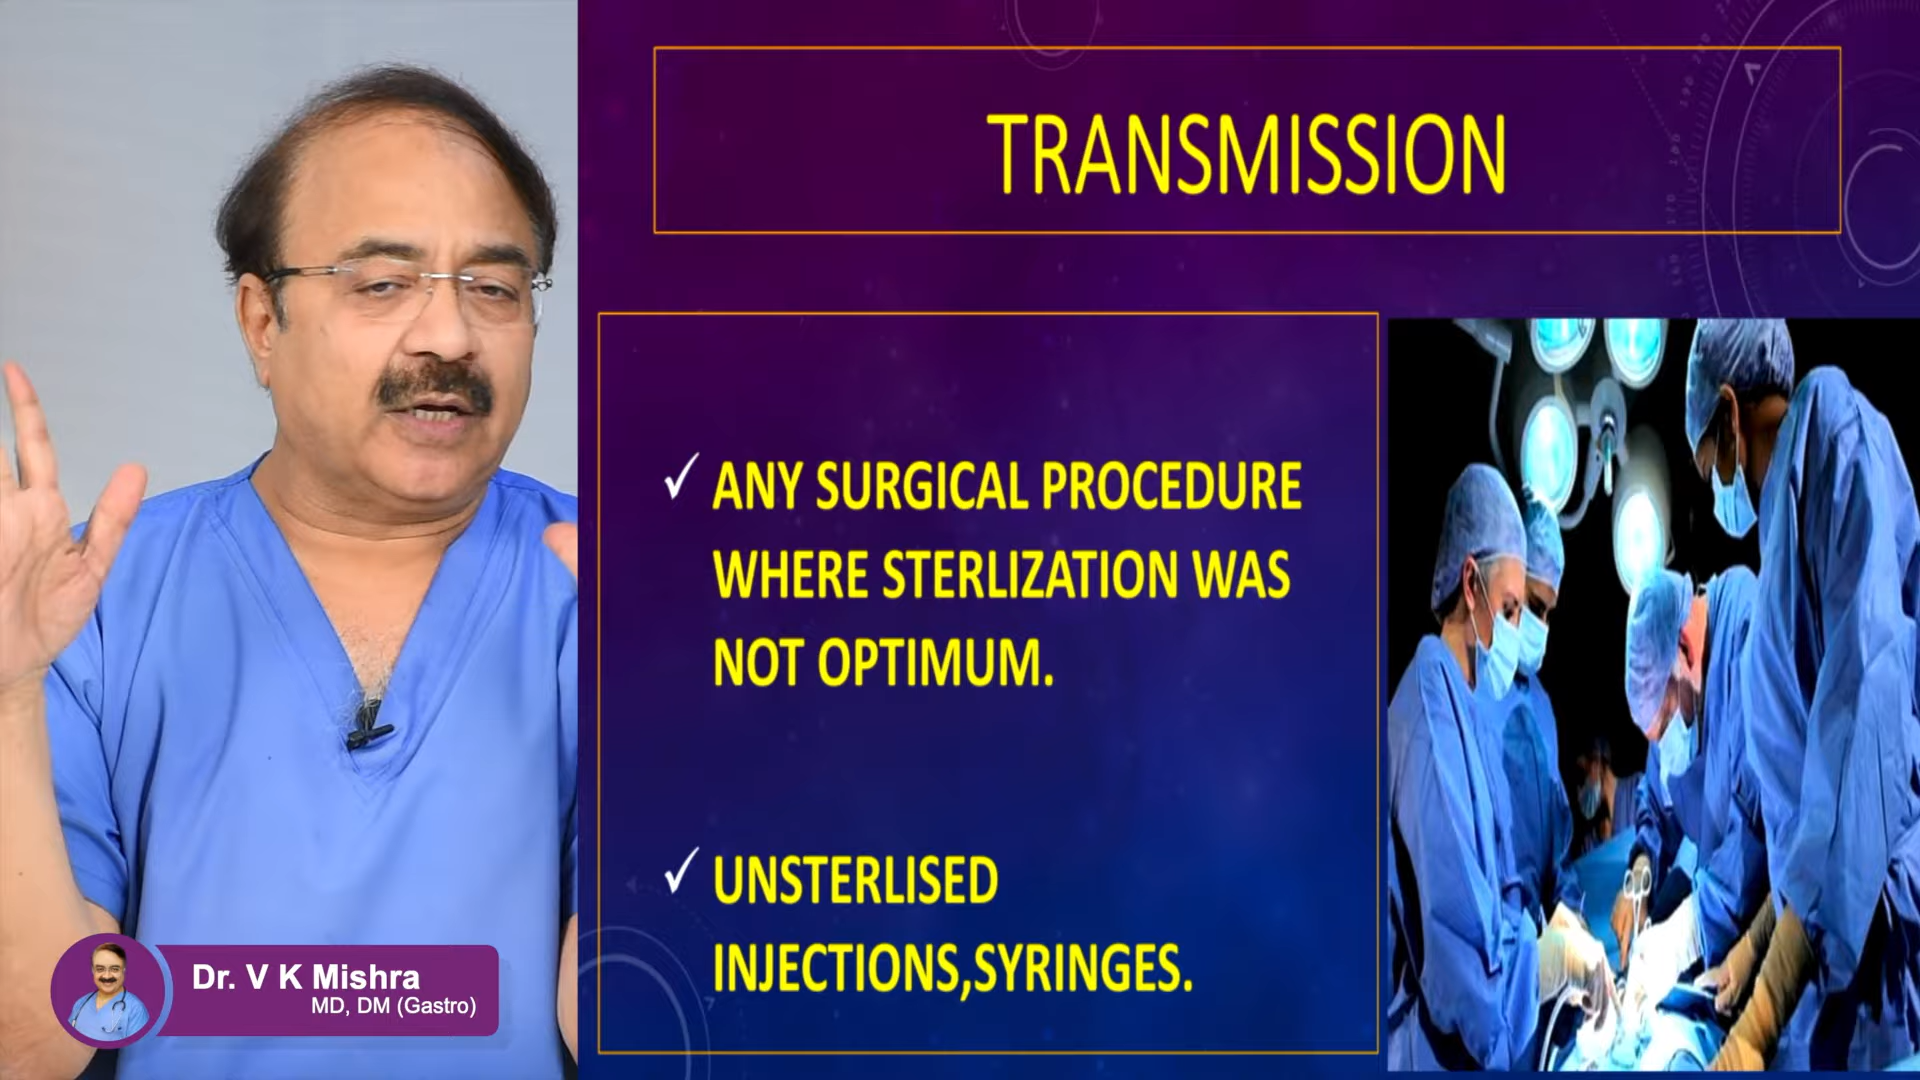 TRANSMISSION
✓ ANY SURGICAL PROCEDURE
WHERE STERLIZATION WAS
NOT OPTIMUM.
✓ UNSTERLISED
INJECTIONS,SYRINGES.
Dr. V K Mishra
MD, DM (Gastro)